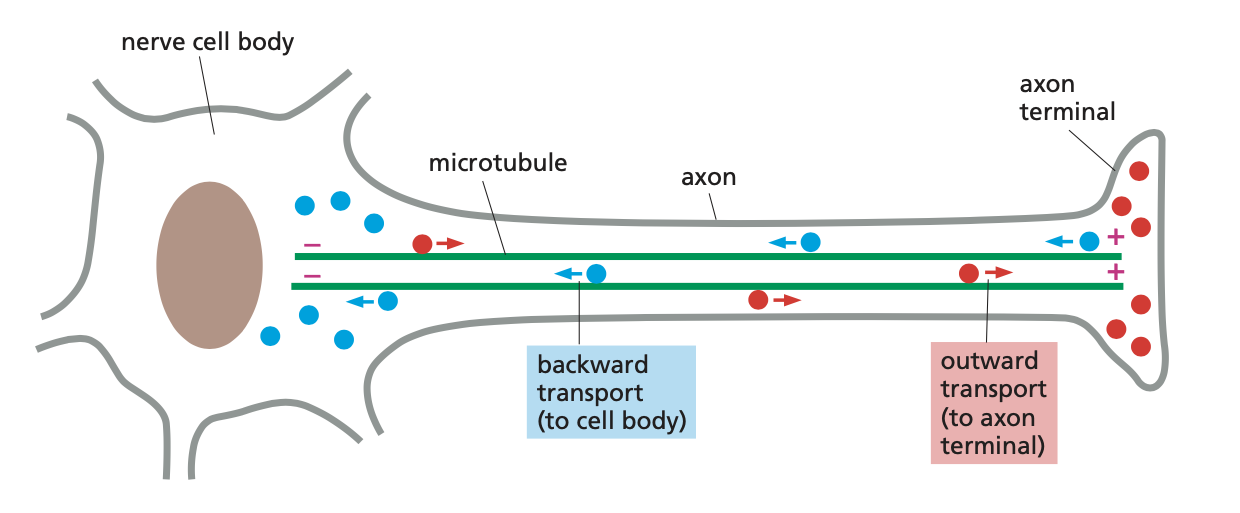 nerve cell body
axon
terminal
microtubule
axon
−
+
−
+
backward
transport
(to cell body)
outward
transport
(to axon
terminal)